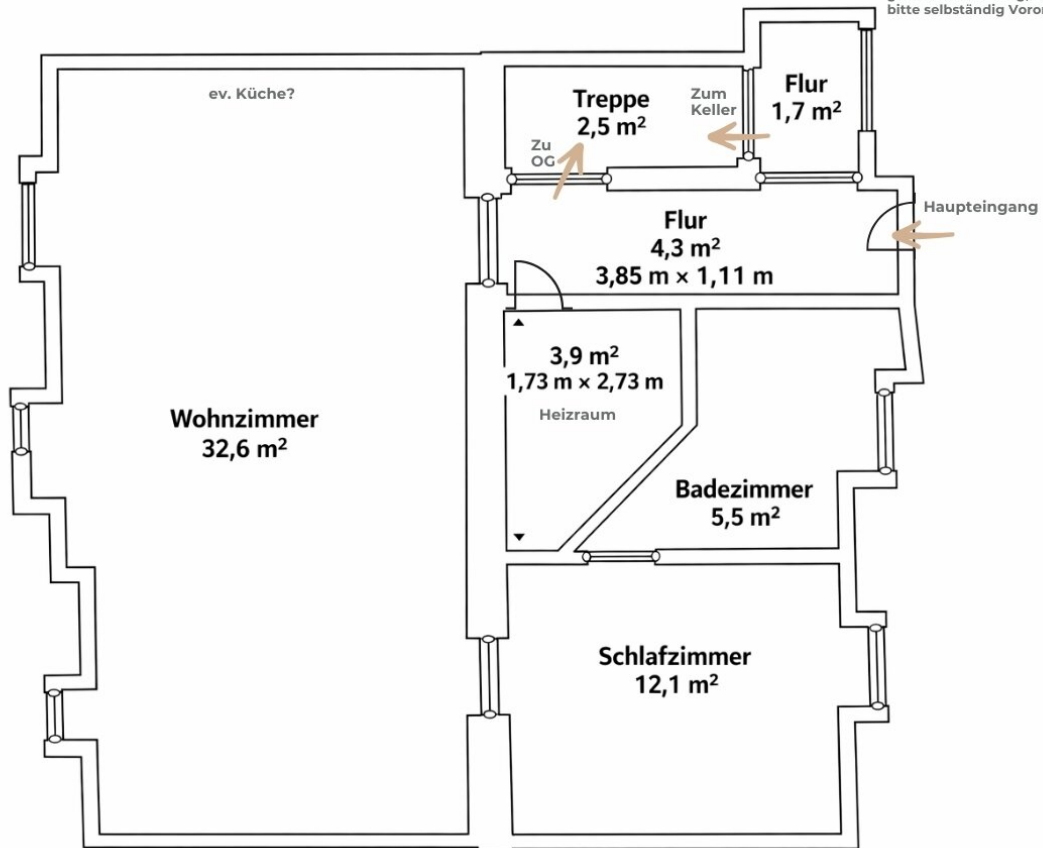 bitte selbständig
ev. Küche?
Treppe
2,5 m²
Zum
Keller
Flur
1,7 m²
Zu
OG
Flur
4,3 m²
3,85 m × 1,11 m
Haupteingang
3,9 m²
1,73 m × 2,73 m
Heizraum
Wohnzimmer
32,6 m²
Badezimmer
5,5 m²
Schlafzimmer
12,1 m²